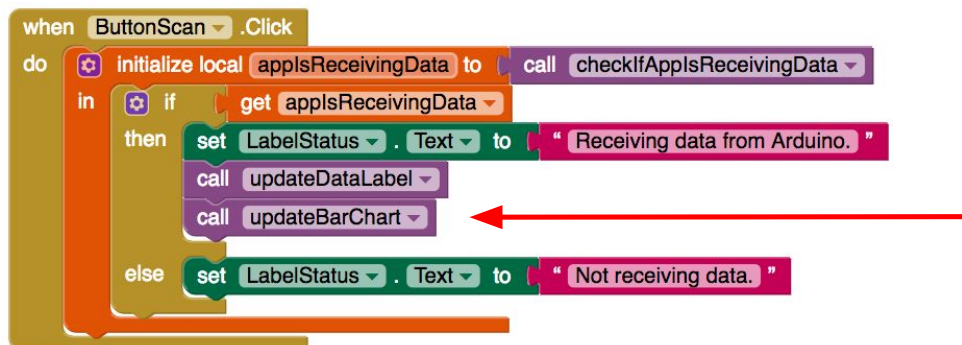 when ButtonScan .Click
do initialize local appIsReceivingData to call checkIfAppIsReceivingData
in if get appIsReceivingData
then set LabelStatus . Text to " Receiving data from Arduino. "
call updateDataLabel
call updateBarChart
else set LabelStatus . Text to " Not receiving data. "